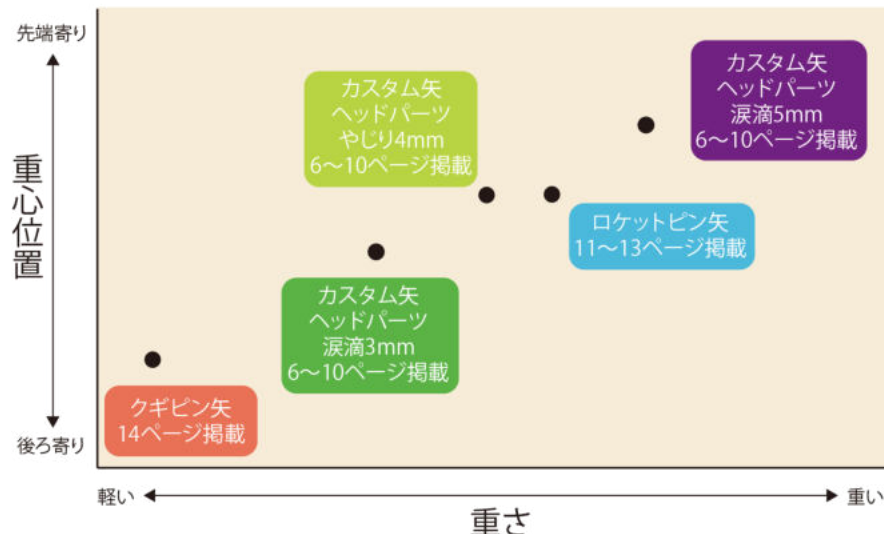 先端寄り
重心位置
後ろ寄り
カスタム矢
ヘッドパーツ
やじり4mm
6〜10ページ掲載
カスタム矢
ヘッドパーツ
涙滴5mm
6〜10ページ掲載
ロケットピン矢
11〜13ページ掲載
カスタム矢
ヘッドパーツ
涙滴3mm
6〜10ページ掲載
クギピン矢
14ページ掲載
軽い
重い
重さ